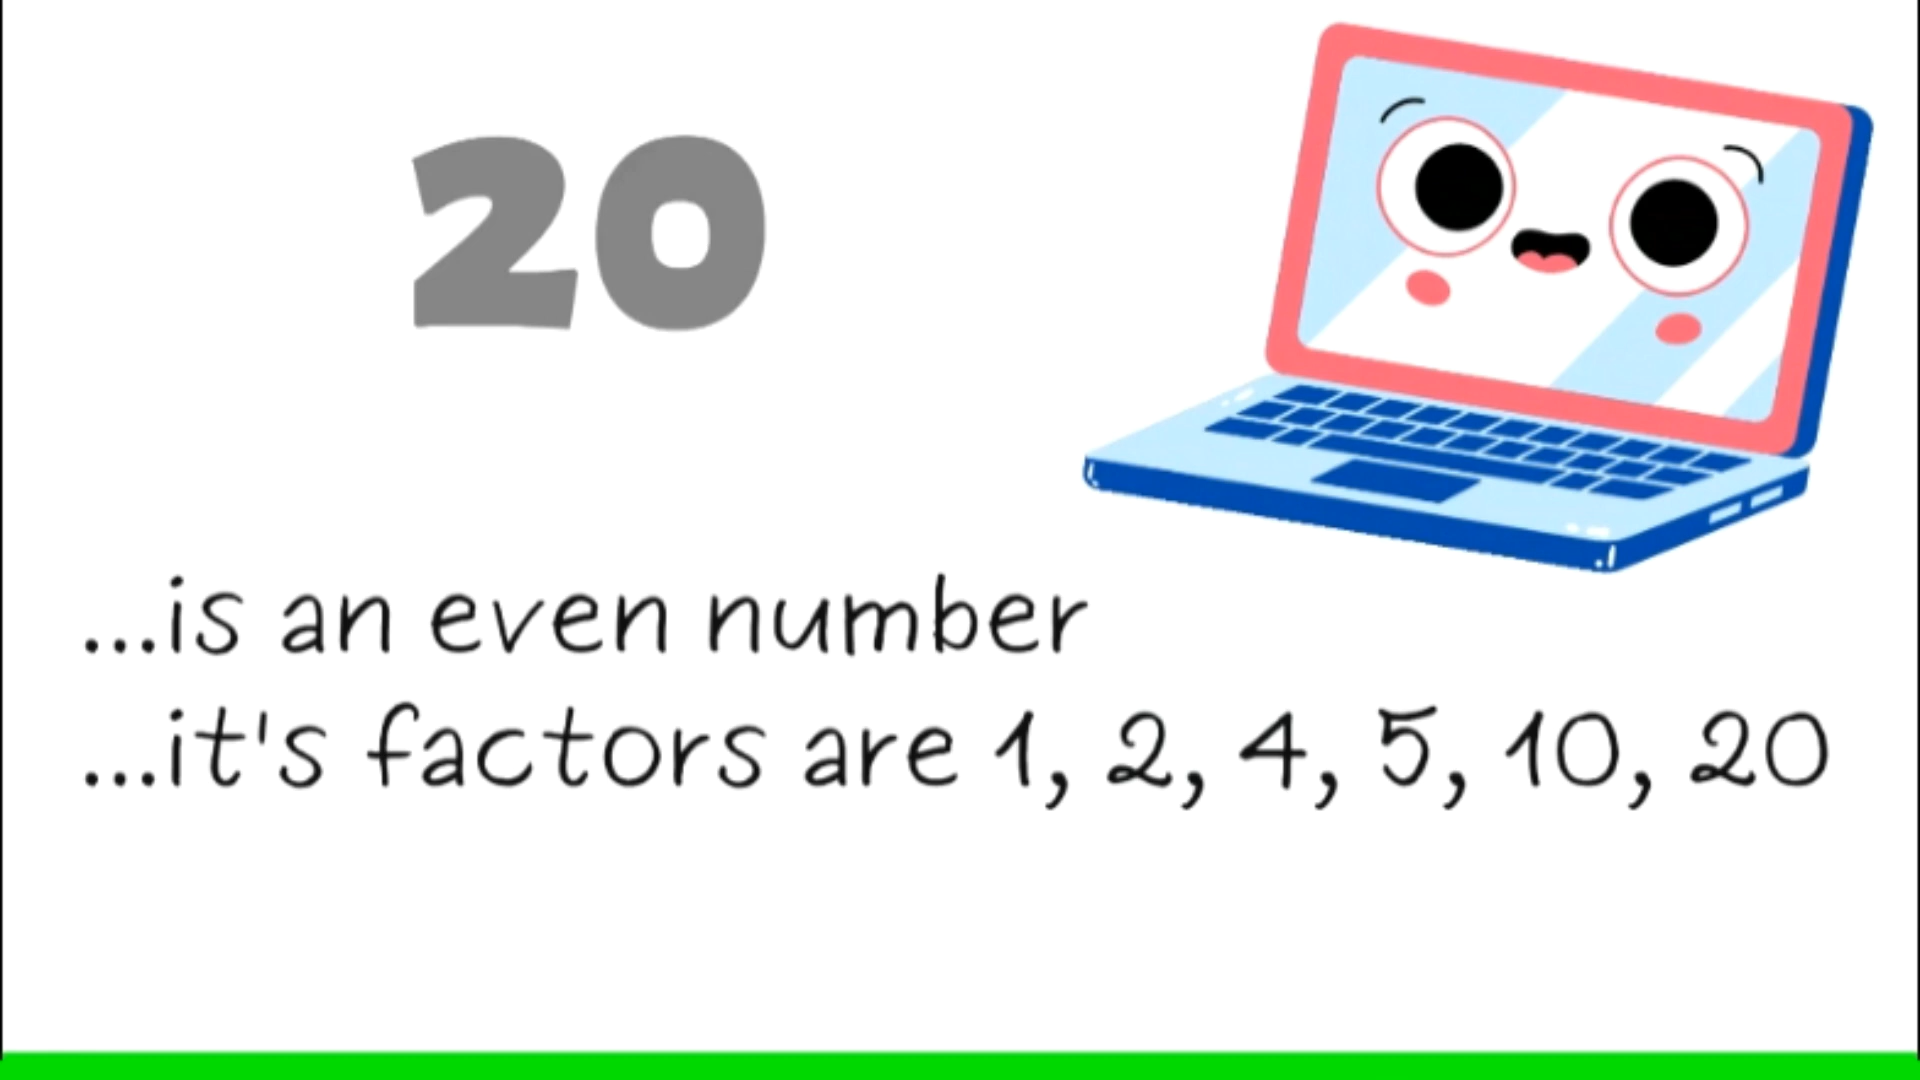 20
...is an even number
...it's factors are 1, 2, 4, 5, 10, 20